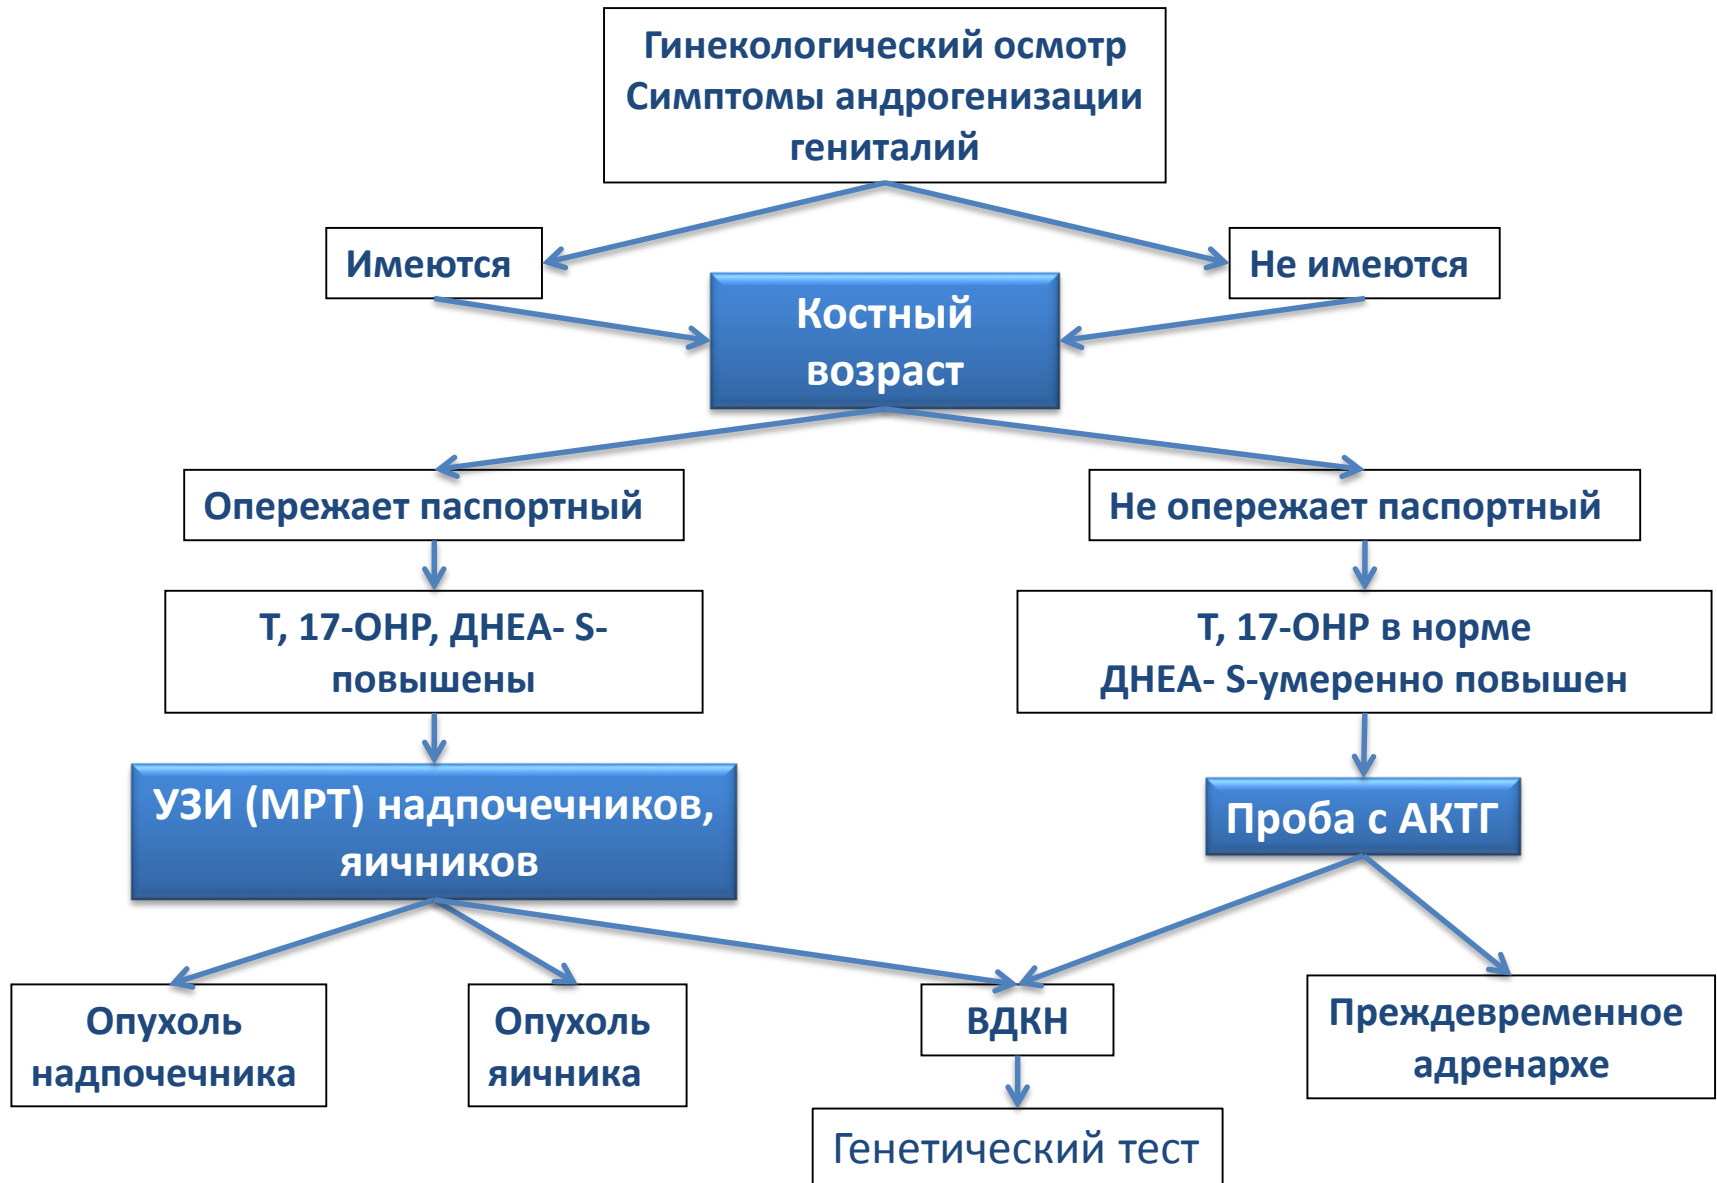 Гинекологический осмотр
Симптомы андрогенизации
гениталий
Имеются
Не имеются
Костный
возраст
Опережает паспортный
Не опережает паспортный
Т, 17-ОНР, ДНЕА- S-
повышены
Т, 17-ОНР в норме
ДНЕА- S-умеренно повышен
УЗИ (МРТ) надпочечников,
яичников
Проба с АКТГ
Опухоль
надпочечника
Опухоль
яичника
ВДКН
Преждевременное
адренархе
Генетический тест